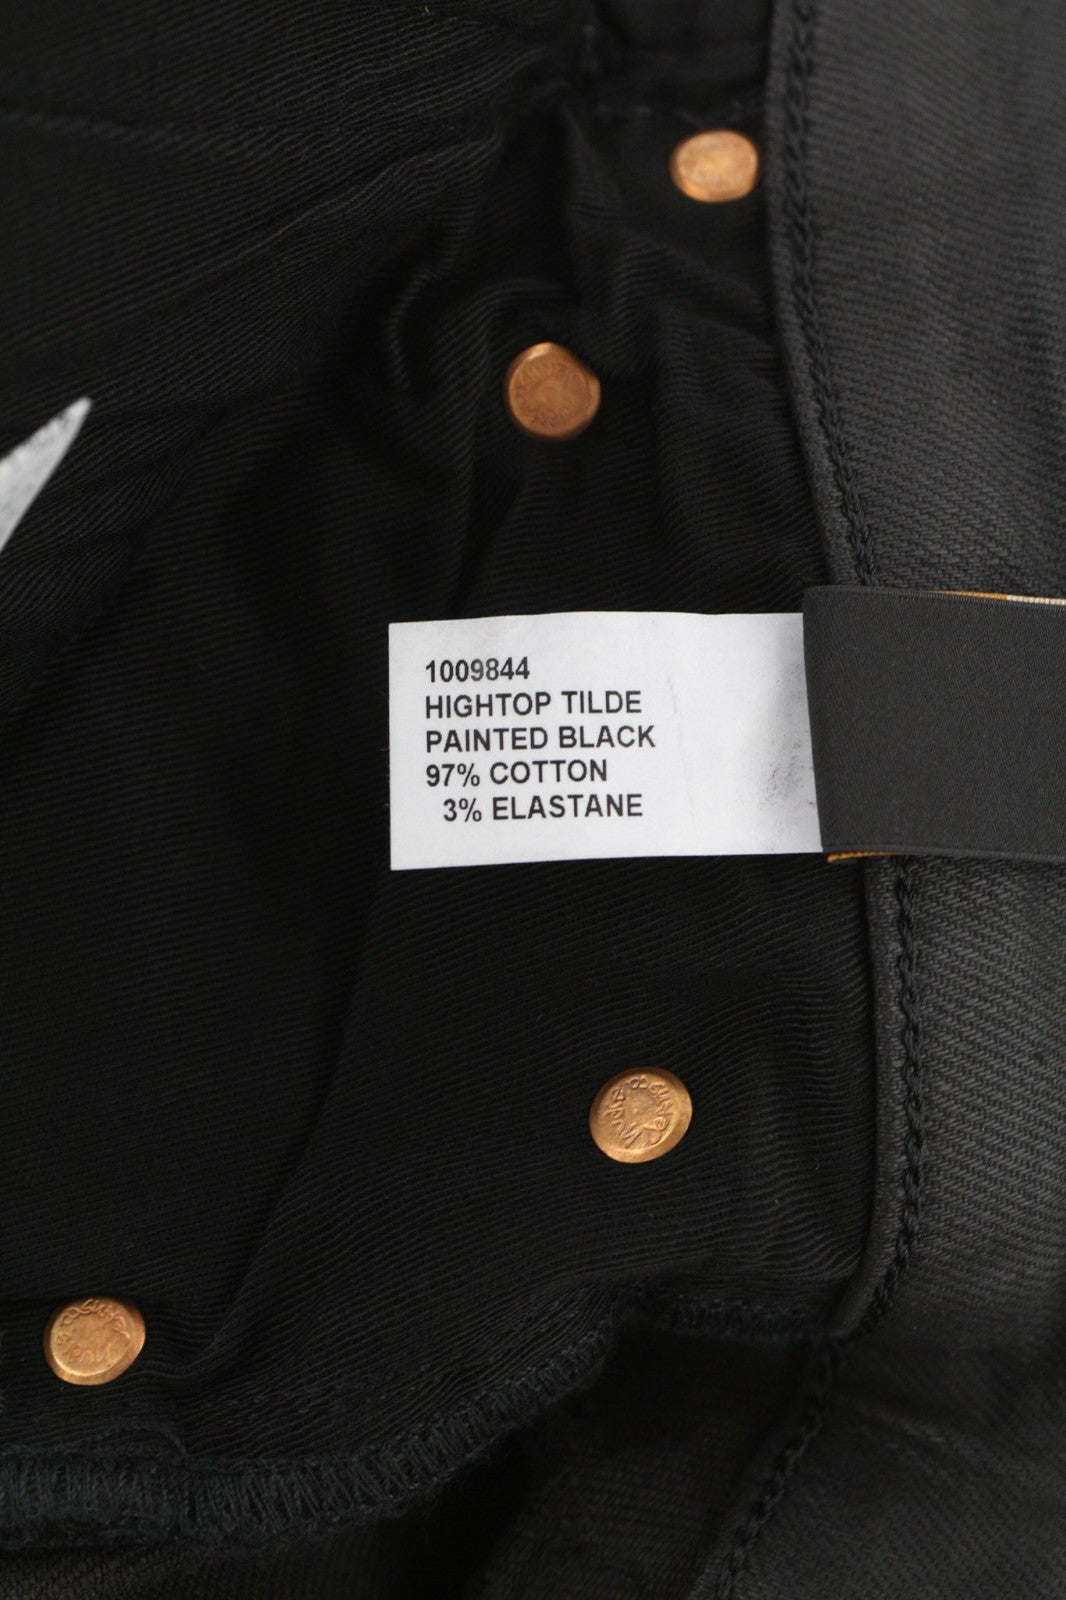 1009844
HIGHTOP TILDE
PAINTED BLACK
97% COTTON
3% ELASTANE